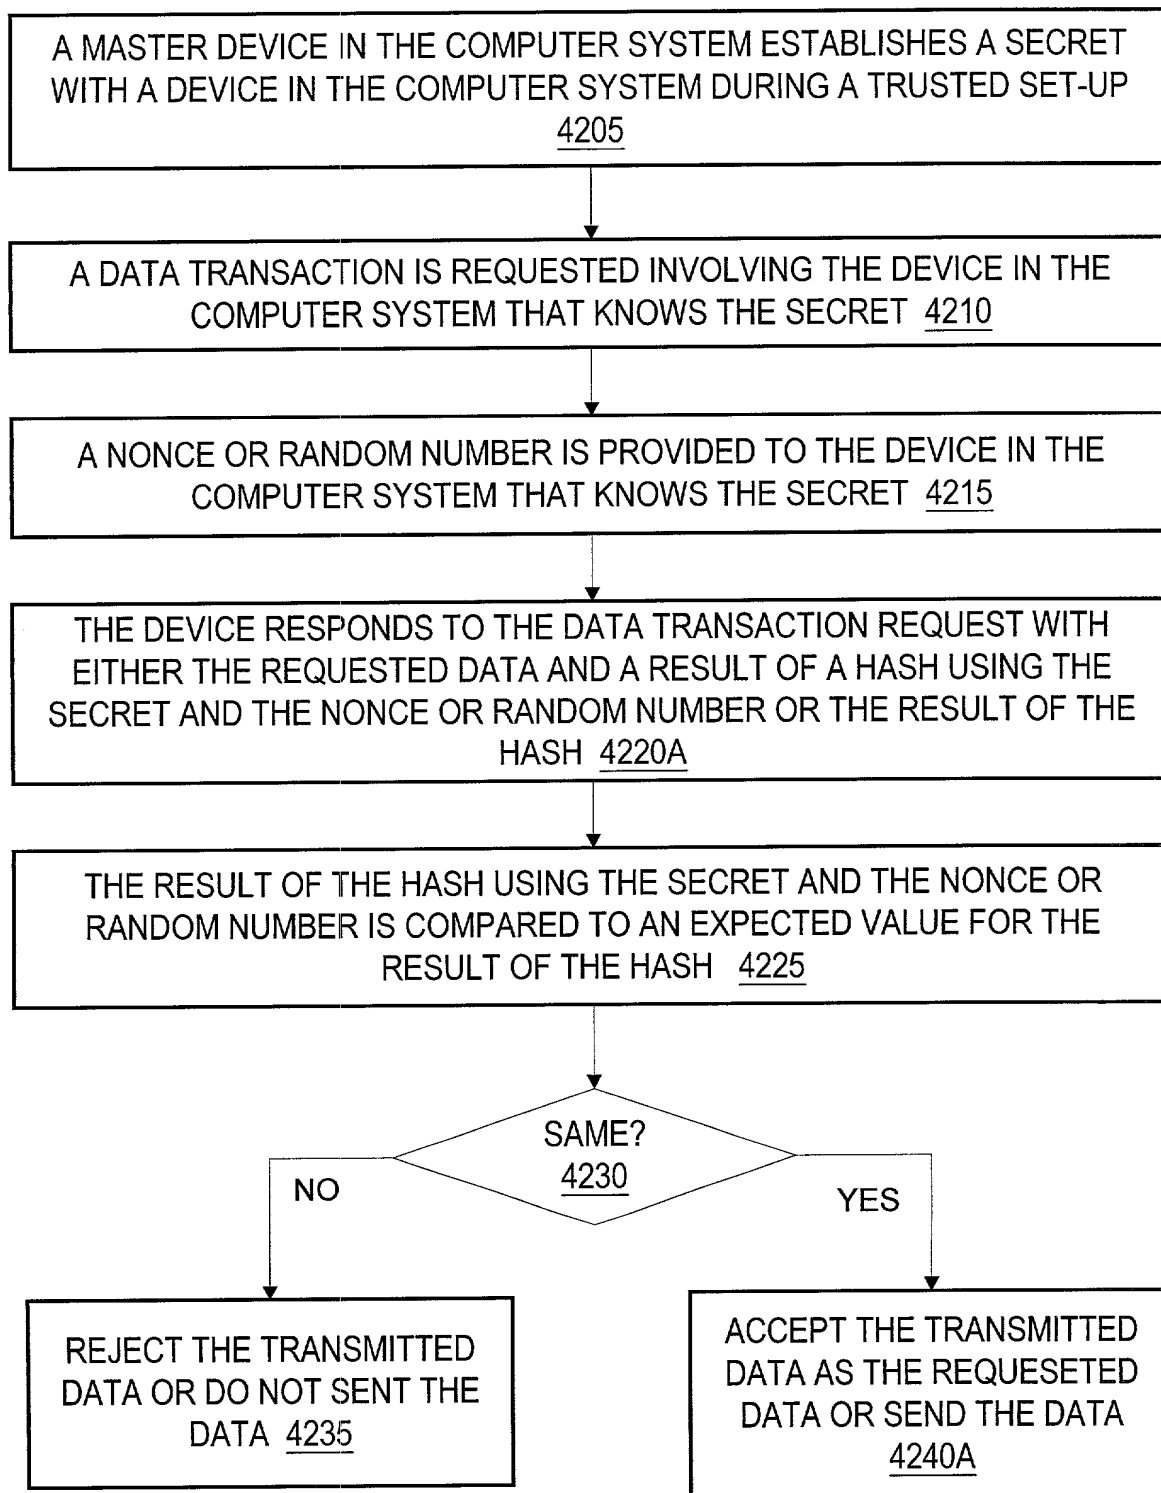 A MASTER DEVICE IN THE COMPUTER SYSTEM ESTABLISHES A SECRET
WITH A DEVICE IN THE COMPUTER SYSTEM DURING A TRUSTED SET-UP
4205
A DATA TRANSACTION IS REQUESTED INVOLVING THE DEVICE IN THE
COMPUTER SYSTEM THAT KNOWS THE SECRET 4210
A NONCE OR RANDOM NUMBER IS PROVIDED TO THE DEVICE IN THE
COMPUTER SYSTEM THAT KNOWS THE SECRET 4215
THE DEVICE RESPONDS TO THE DATA TRANSACTION REQUEST WITH
EITHER THE REQUESTED DATA AND A RESULT OF A HASH USING THE
SECRET AND THE NONCE OR RANDOM NUMBER OR THE RESULT OF THE
HASH 4220A
THE RESULT OF THE HASH USING THE SECRET AND THE NONCE OR
RANDOM NUMBER IS COMPARED TO AN EXPECTED VALUE FOR THE
RESULT OF THE HASH 4225
SAME?
4230
NO
YES
REJECT THE TRANSMITTED
DATA OR DO NOT SENT THE
DATA 4235
ACCEPT THE TRANSMITTED
DATA AS THE REQUESETED
DATA OR SEND THE DATA
4240A